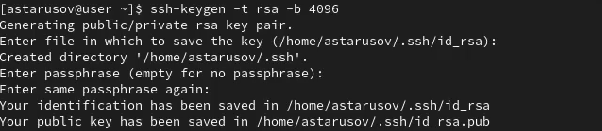 [astarusov@user ~]$ ssh-keygen -t rsa -b 4096
Generating public/private rsa key pair.
Enter file in which to save the key (/home/astarusov/.ssh/id_rsa):
Created directory '/home/astarusov/.ssh'.
Enter passphrase (empty for no passphrase):
Enter same passphrase again:
Your identification has been saved in /home/astarusov/.ssh/id_rsa
Your public key has been saved in /home/astarusov/.ssh/id_rsa.pub